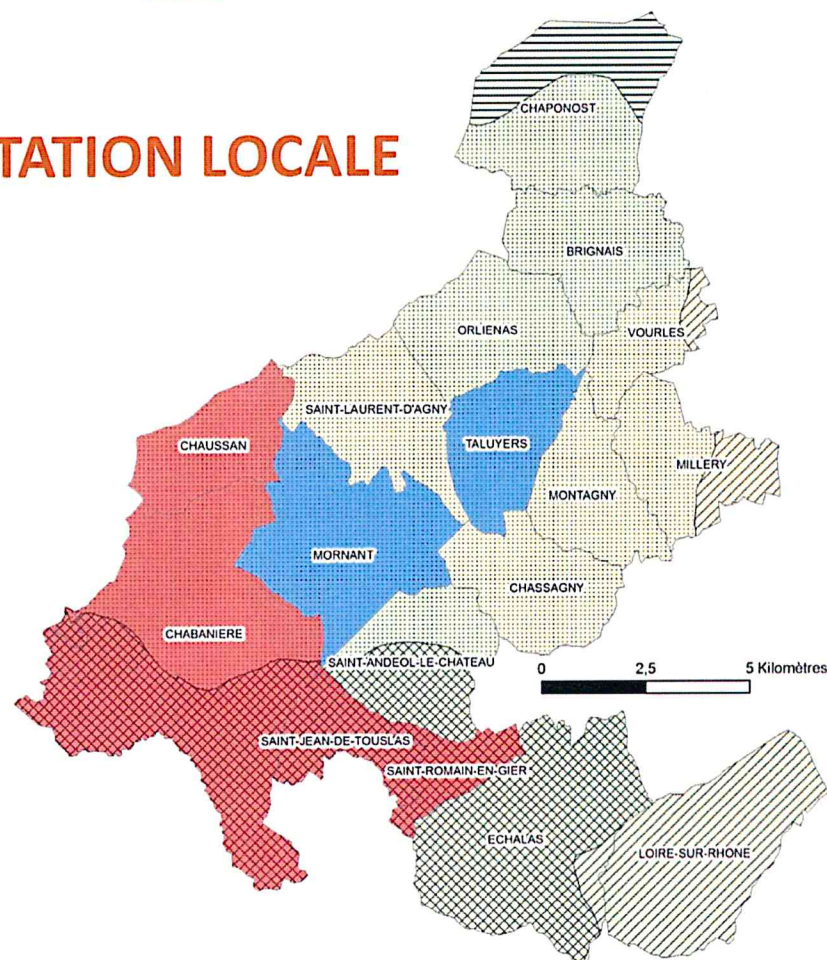 CHAPONOST
TATION LOCALE
BRIGNAIS
ORLIENAS
VOURLES
SAINT-LAURENT-D'AGNY
CHAUSSAN
TALUYERS
MILLERY
MONTAGNY
MORNANT
CHASSAGNY
CHABANIERE
SAINT-ANDEOL-LE-CHATEAU
0 2,5 5 Kilomètres
SAINT-JEAN-DE-TOUSLAS
SAINT-ROMAIN-EN-GIER
ECHALAS
LOIRE-SUR-RHONE